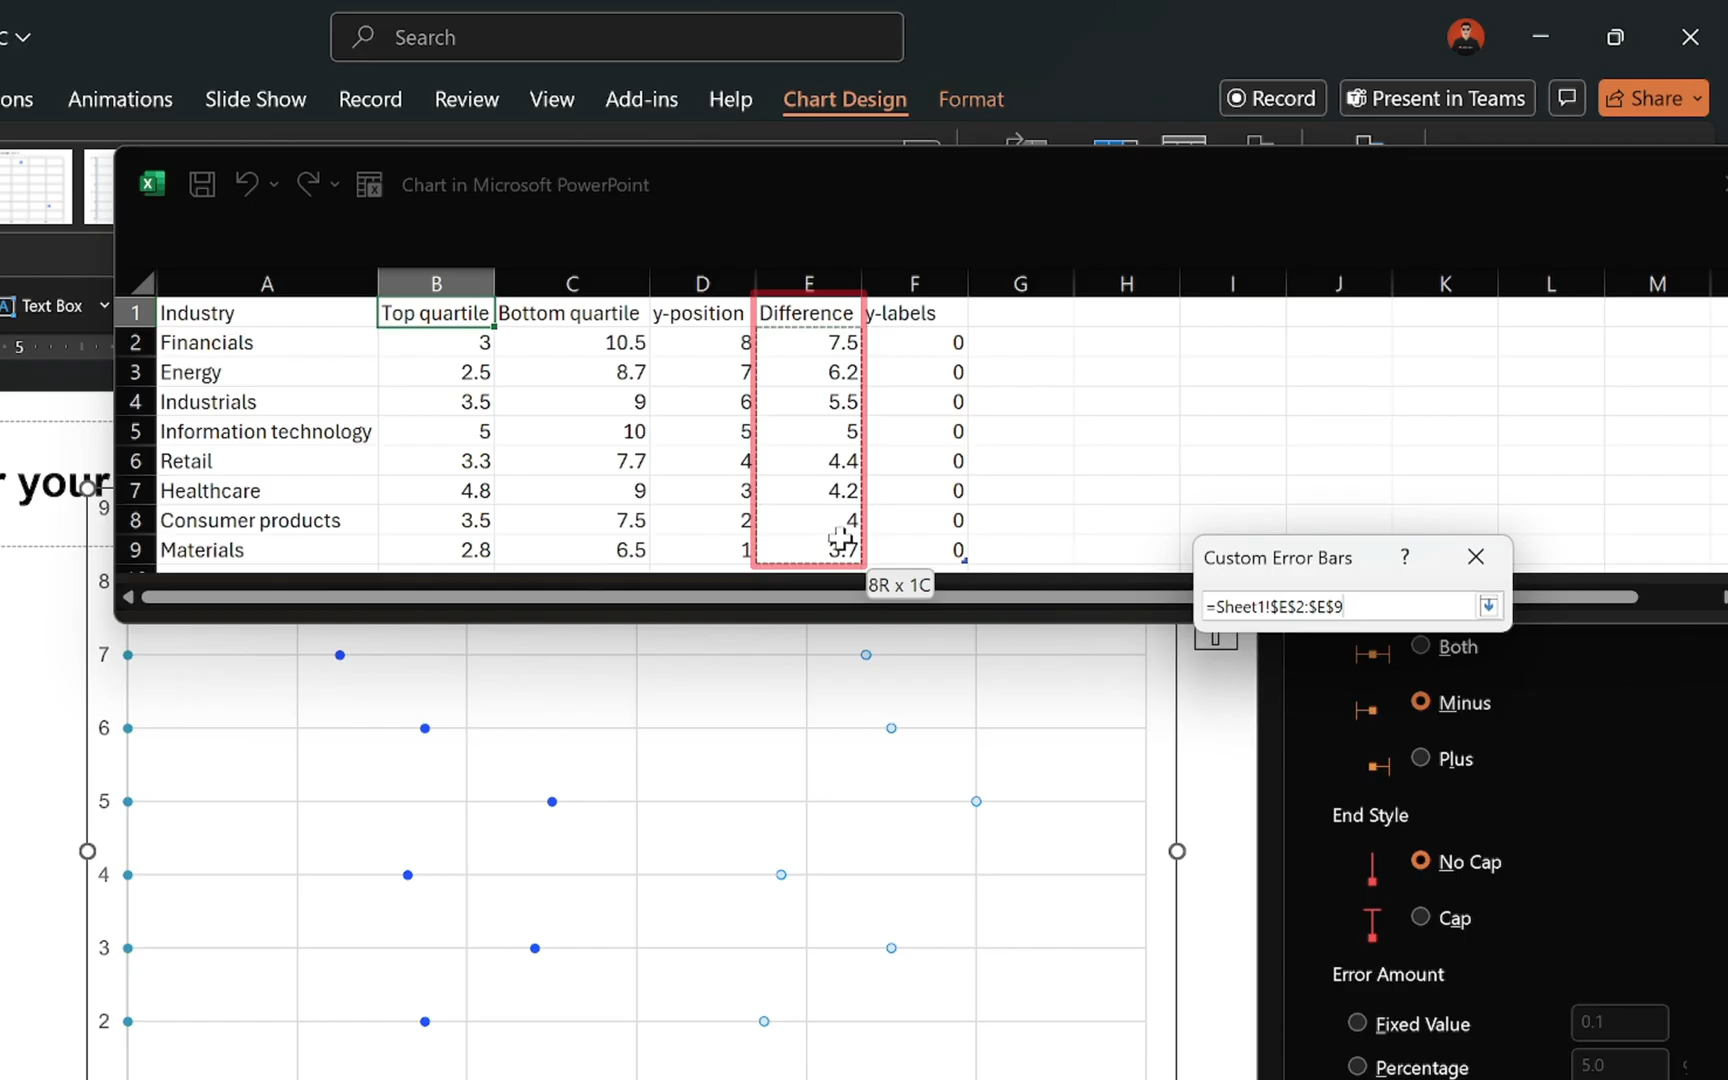 C
Search
ons Animations Slide Show Record Review View Add-ins Help Chart Design Format Record Present in Teams Share
Chart in Microsoft PowerPoint
A B C D E F G H I J K L M
Text Box
5
1 Industry Top quartile Bottom quartile y-position Difference y-labels
2 Financials 3 10.5 8 7.5 0
3 Energy 2.5 8.7 7 6.2 0
4 Industrials 3.5 9 6 5.5 0
5 Information technology 5 10 5 5 0
6 Retail 3.3 7.7 4 4.4 0
7 Healthcare 4.8 9 3 4.2 0
8 Consumer products 3.5 7.5 2 4 0
9 Materials 2.8 6.5 1 3.7 0
r your
8R x 1C
Custom Error Bars ?
=Sheet1!$E$2:$E$9
9
8
7
6
5
4
3
2
Both
Minus
Plus
End Style
No Cap
Cap
Error Amount
Fixed Value 0.1
Percentage 5.0